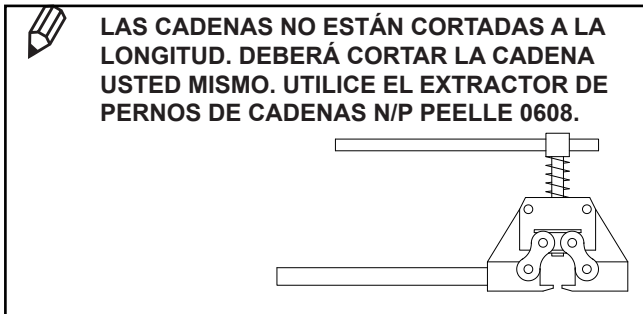 LAS CADENAS NO ESTÁN CORTADAS A LA
LONGITUD. DEBERÁ CORTAR LA CADENA
USTED MISMO. UTILICE EL EXTRACTOR DE
PERNOS DE CADENAS N/P PEELLE 0608.